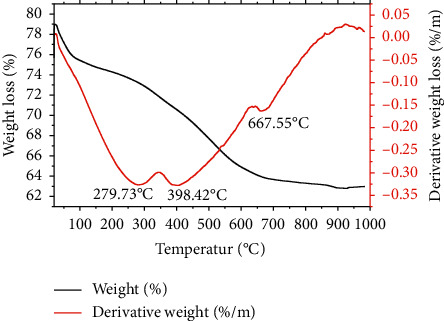 80
78
76
74
72
70
68
66
64
62
Weight loss (%)
0.05
0.00
−0.05
−0.10
−0.15
−0.20
−0.25
−0.30
−0.35
Derivative weight loss (%/m)
279.73°C
398.42°C
667.55°C
100 200 300 400 500 600 700 800 900 1000
Temperatur (°C)
Weight (%)
Derivative weight (%/m)